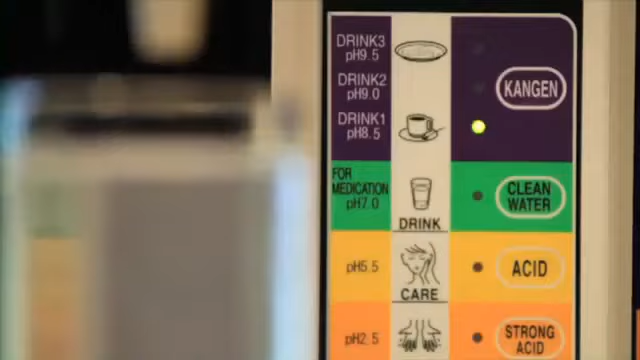 DRINK3
pH9.5
DRINK2
pH9.0
DRINK1
pH8.5
KANGEN
FOR
MEDICATION
pH7.0
DRINK
CLEAN
WATER
pH5.5
CARE
ACID
pH2.5
STRONG
ACID